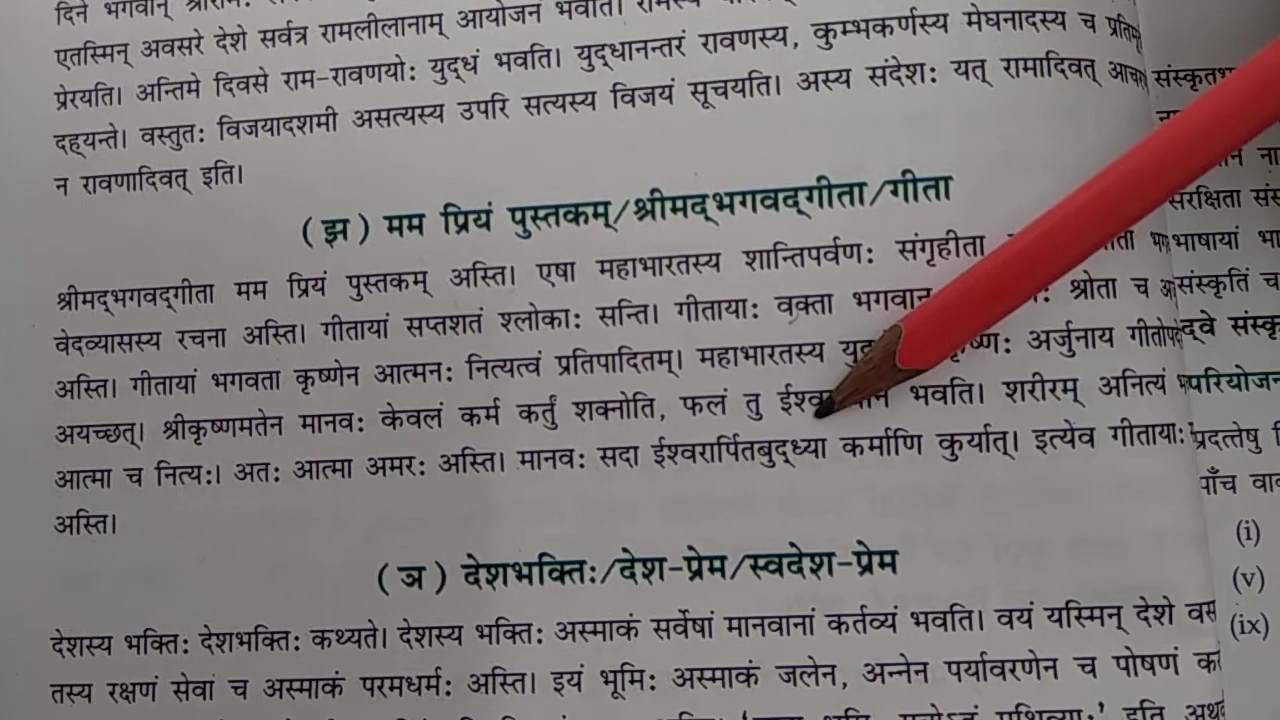 दिने भगवान्
एतस्मिन् अवसरे देशे सर्वत्र रामलीलानाम् आयोजनं भवति।
प्रेरयति। अन्तिमे दिवसे राम-रावणयोः युद्धं भवति। युद्धानन्तरं रावणस्य, कुम्भकर्णस्य मेघनादस्य च
दह्यन्ते। वस्तुतः विजयादशमी असत्यस्य उपरि सत्यस्य विजयं सूचयति। अस्य संदेशः यत् रामादिवत्
न रावणादिवत् इति।
(झ) मम प्रियं पुस्तकम्/श्रीमद्भगवद्गीता/गीता
श्रीमद्भगवद्गीता मम प्रियं पुस्तकम् अस्ति। एषा महाभारतस्य शान्तिपर्वणः संगृहीता
वेदव्यासस्य रचना अस्ति। गीतायां सप्तशतं श्लोकाः सन्ति। गीतायाः वक्ता भगवान श्रोता च
अस्ति। गीतायां भगवता कृष्णेन आत्मनः नित्यत्वं प्रतिपादितम्। महाभारतस्य अर्जुनाय
अयच्छत्। श्रीकृष्णमतेन मानवः केवलं कर्म कर्तुं शक्नोति, फलं तु भवति। शरीरम् अनित्यं
आत्मा च नित्यः। अतः आत्मा अमरः अस्ति। मानवः सदा ईश्वरार्पितबुद्ध्या कर्माणि कुर्यात्। इत्येव गीतायाः
अस्ति।
(ञ) देशभक्तिः/देश-प्रेम/स्वदेश-प्रेम
देशस्य भक्तिः देशभक्तिः कथ्यते। देशस्य भक्तिः अस्माकं सर्वेषां मानवानां कर्तव्यं भवति। वयं यस्मिन् देशे
तस्य रक्षणं सेवां च अस्माकं परमधर्मः अस्ति। इयं भूमिः अस्माकं जलेन, अन्नेन पर्यावरणेन च पोषणं
सरक्षिता
भाषायां
संस्कृतिं च
द्वे
परियोजन
प्रदत्तेषु
पाँच
(i)
(v)
(ix)